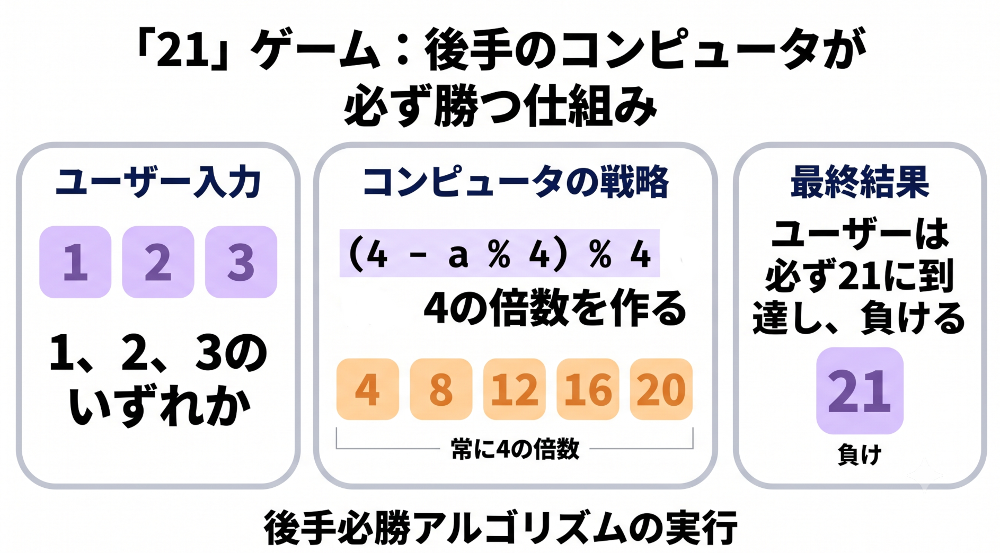 「21」ゲーム：後手のコンピュータが
必ず勝つ仕組み
ユーザー入力
1 2 3
1、2、3の
いずれか
コンピュータの戦略
(4 - a % 4) % 4
4の倍数を作る
4 8 12 16 20
常に4の倍数
最終結果
ユーザーは
必ず21に到
達し、負ける
21
負け
後手必勝アルゴリズムの実行